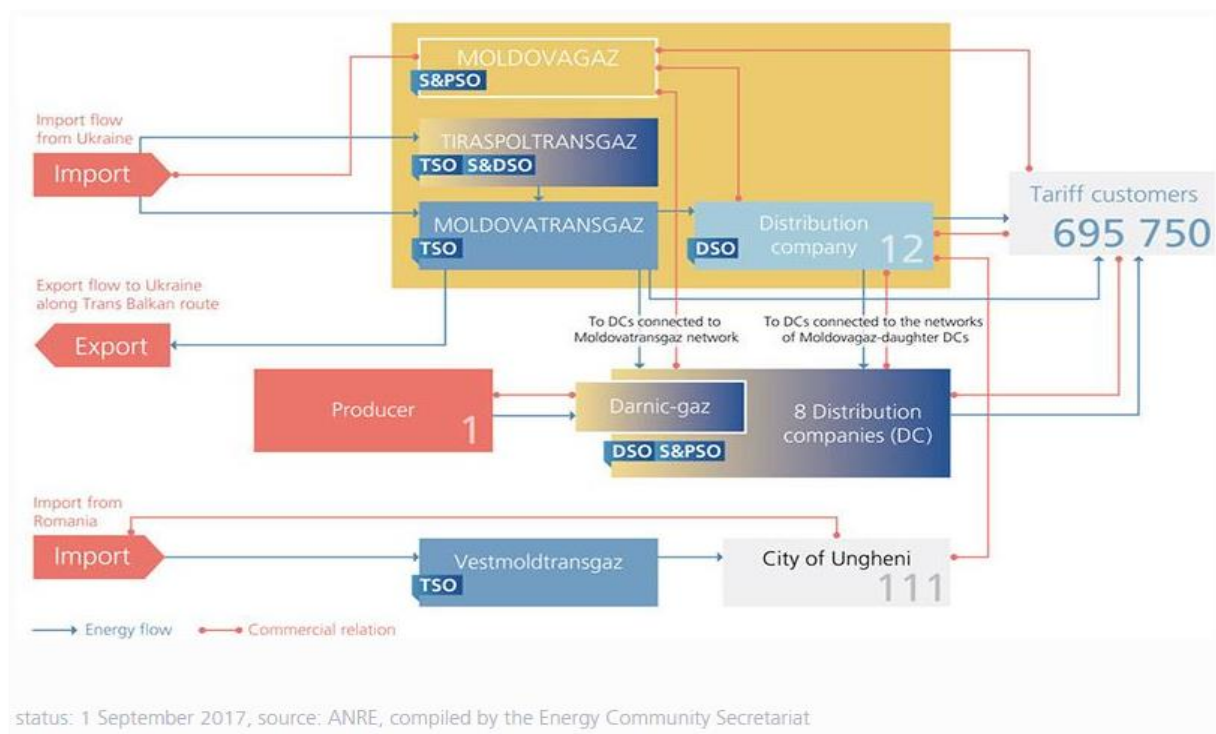 MOLDOVAGAZ
S&PSO
Import flow
from Ukraine
Import
TIRASPOLTRANSGAZ
TSO S&DSO
MOLDOVATRANSGAZ
TSO
Distribution
company 12
DSO
Tariff customers
695 750
Export flow to Ukraine
along Trans Balkan route
Export
To DCs connected to
Moldovatransgaz network
To DCs connected to the networks
of Moldovagaz-daughter DCs
Producer
1
Darnic-gaz
8 Distribution
companies (DC)
DSO S&PSO
Import from
Romania
Import
Vestmoldtransgaz
TSO
City of Ungheni
111
Energy flow
Commercial relation
status: 1 September 2017, source: ANRE, compiled by the Energy Community Secretariat